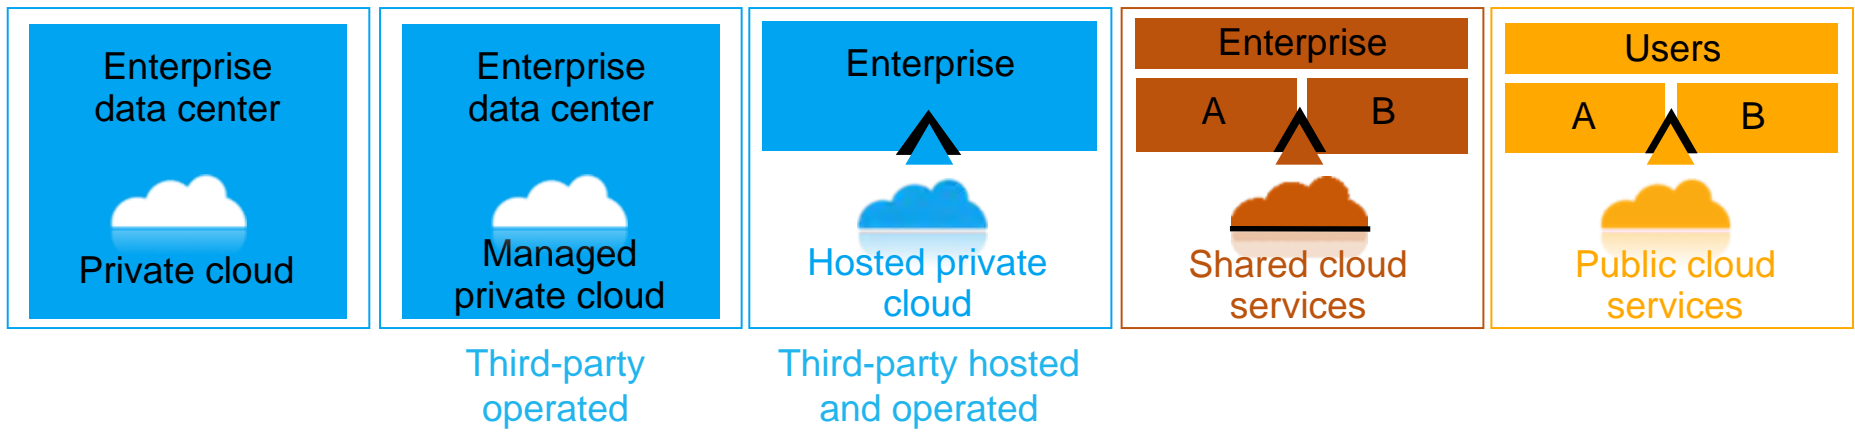 Enterprise
data center
Private cloud
Enterprise
data center
Managed
private cloud
Third-party
operated
Enterprise
Hosted private
cloud
Third-party hosted
and operated
Enterprise
A
B
Shared cloud
services
Users
A
B
Public cloud
services